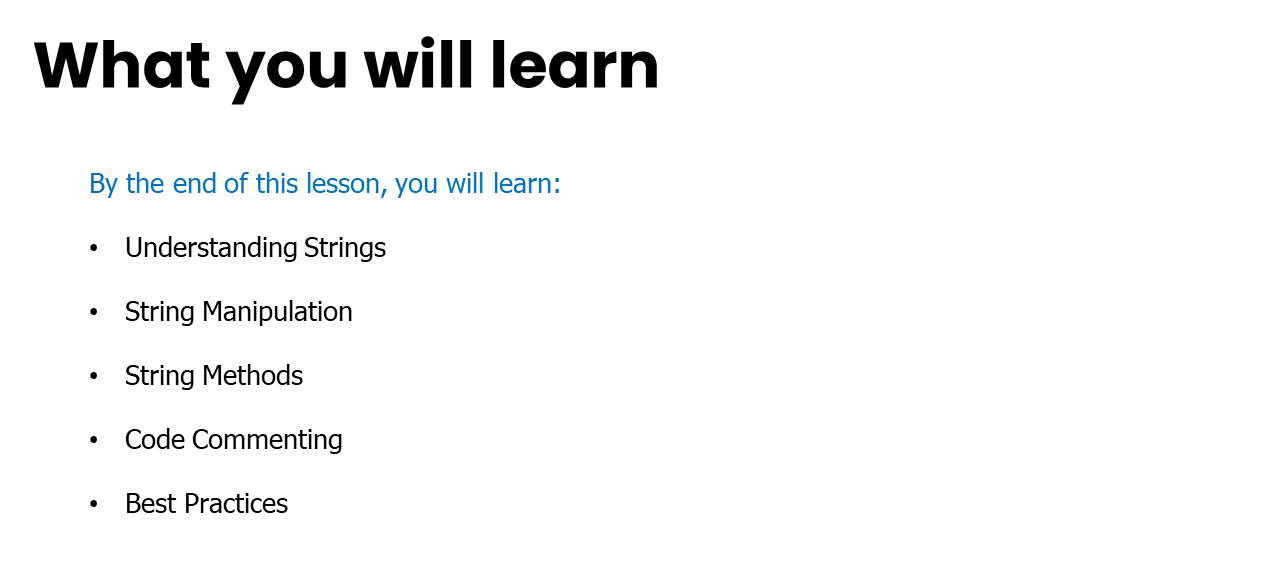 What you will learn
By the end of this lesson, you will learn:
• Understanding Strings
• String Manipulation
• String Methods
• Code Commenting
• Best Practices